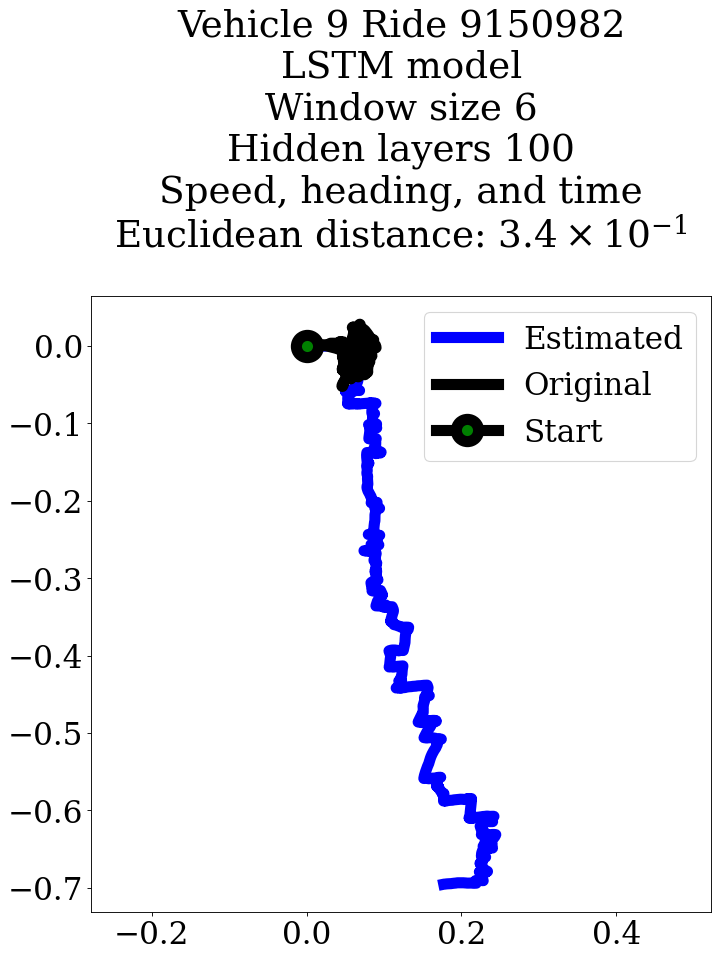 Vehicle 9 Ride 9150982
LSTM model
Window size 6
Hidden layers 100
Speed, heading, and time
Euclidean distance: 3.4 × 10⁻¹
Estimated
Original
Start
0.0
−0.1
−0.2
−0.3
−0.4
−0.5
−0.6
−0.7
−0.2 0.0 0.2 0.4